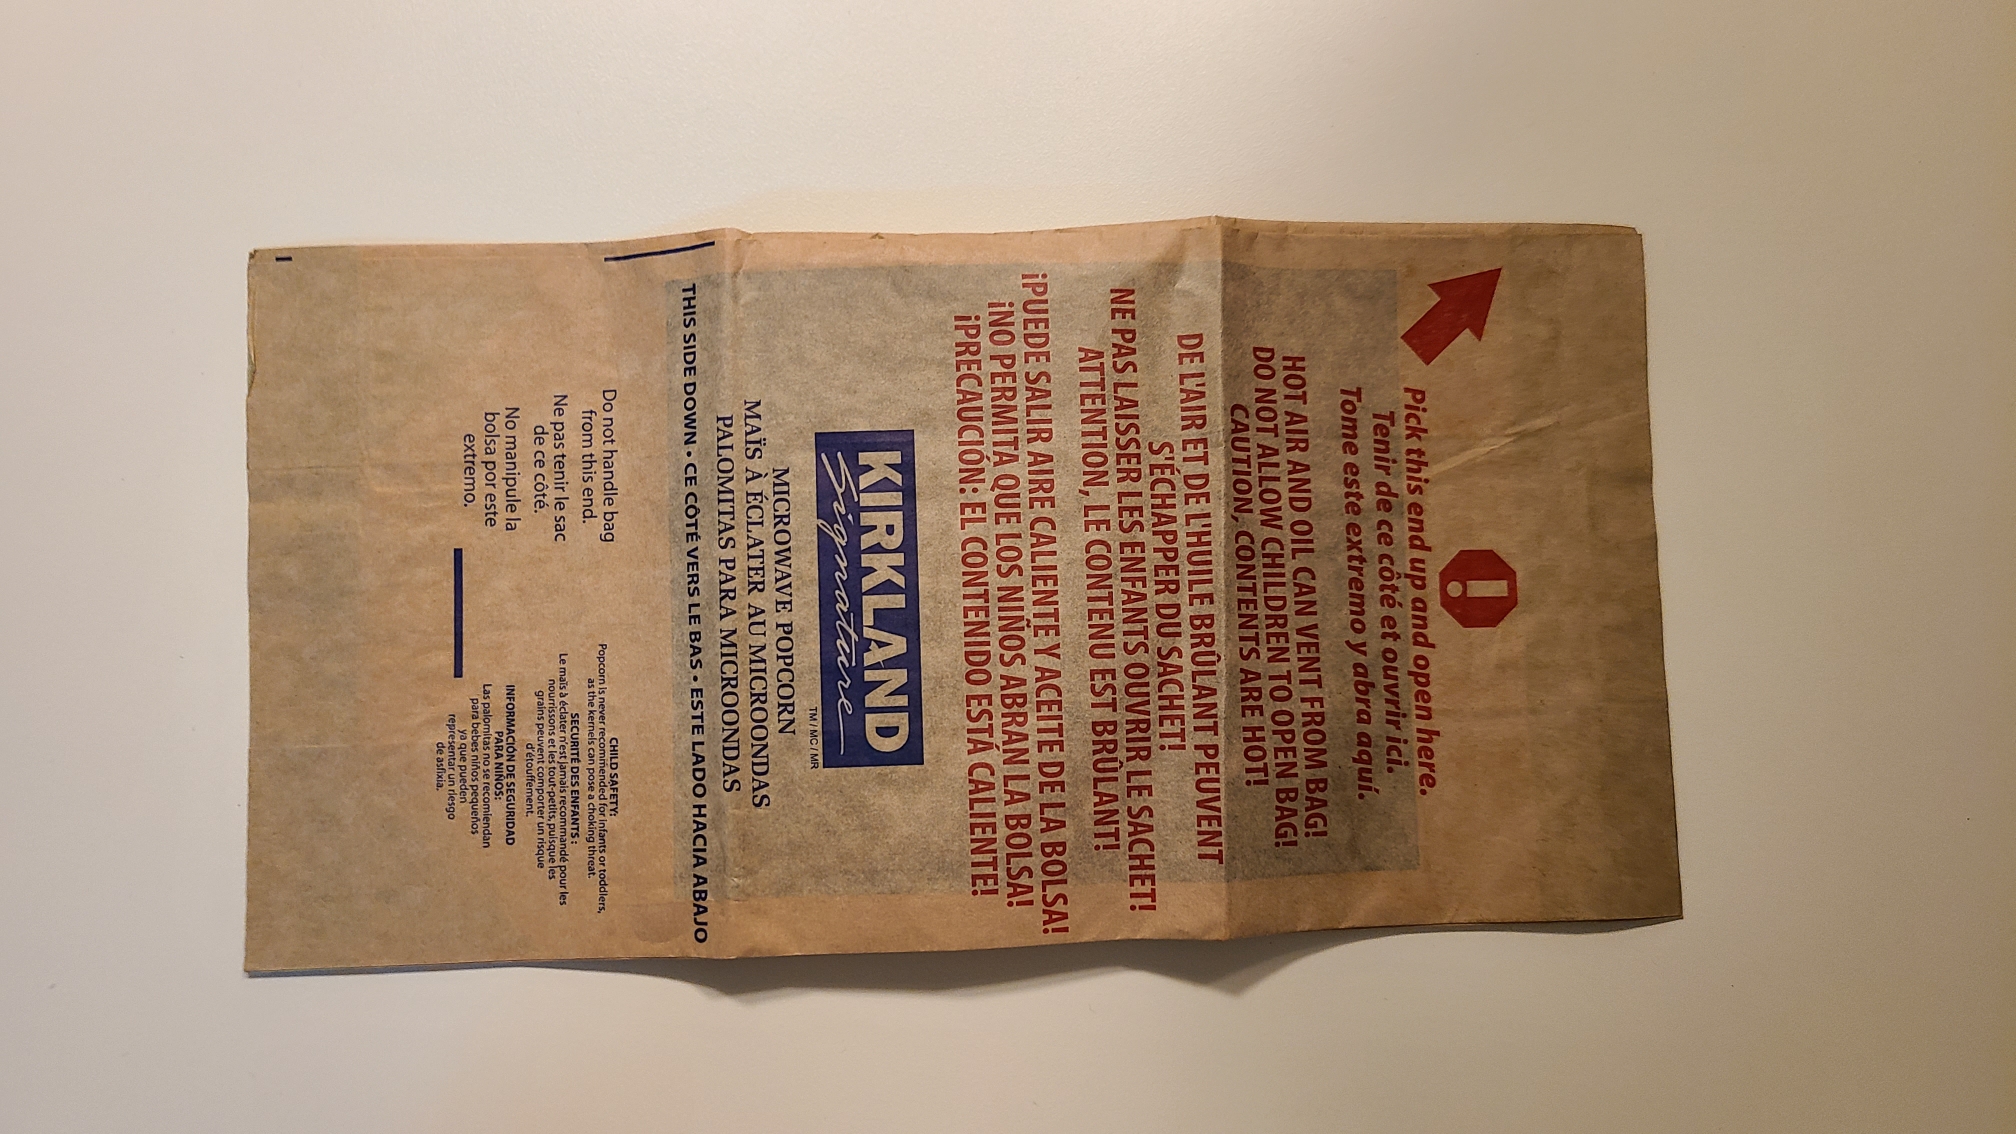 Pick this end up and open here.
Tenir de ce côté et ouvrir ici.
Tome este extremo y abra aquí.
HOT AIR AND OIL CAN VENT FROM BAG!
DO NOT ALLOW CHILDREN TO OPEN BAG!
CAUTION, CONTENTS ARE HOT!
DE L'AIR ET DE L'HUILE BRÛLANT PEUVENT
S'ÉCHAPPER DU SACHET!
NE PAS LAISSER LES ENFANTS OUVRIR LE SACHET!
ATTENTION, LE CONTENU EST BRÛLANT!
¡PUEDE SALIR AIRE CALIENTE Y ACEITE DE LA BOLSA!
¡NO PERMITA QUE LOS NIÑOS ABRAN LA BOLSA!
¡PRECAUCIÓN: EL CONTENIDO ESTÁ CALIENTE!
KIRKLAND
Signature
TM / MC / MR
MICROWAVE POPCORN
MAÏS À ÉCLATER AU MICROONDAS
PALOMITAS PARA MICROONDAS
THIS SIDE DOWN • CE CÔTÉ VERS LE BAS • ESTE LADO HACIA ABAJO
Do not handle bag
from this end.
Ne pas tenir le sac
de ce côté.
No manipule la
bolsa por este
extremo.
CHILD SAFETY:
Popcorn is never recommended for infants or toddlers,
as the kernels can pose a choking threat.
SECURITÉ DES ENFANTS :
Le maïs à éclater n'est jamais recommandé pour les
nourrissons et les tout-petits, puisque les
grains peuvent comporter un risque
d'étouffement.
INFORMACIÓN DE SEGURIDAD
PARA NIÑOS:
Las palomitas no se recomiendan
para bebes niños pequeños
ya que pueden
representar un riesgo
de asfixia.